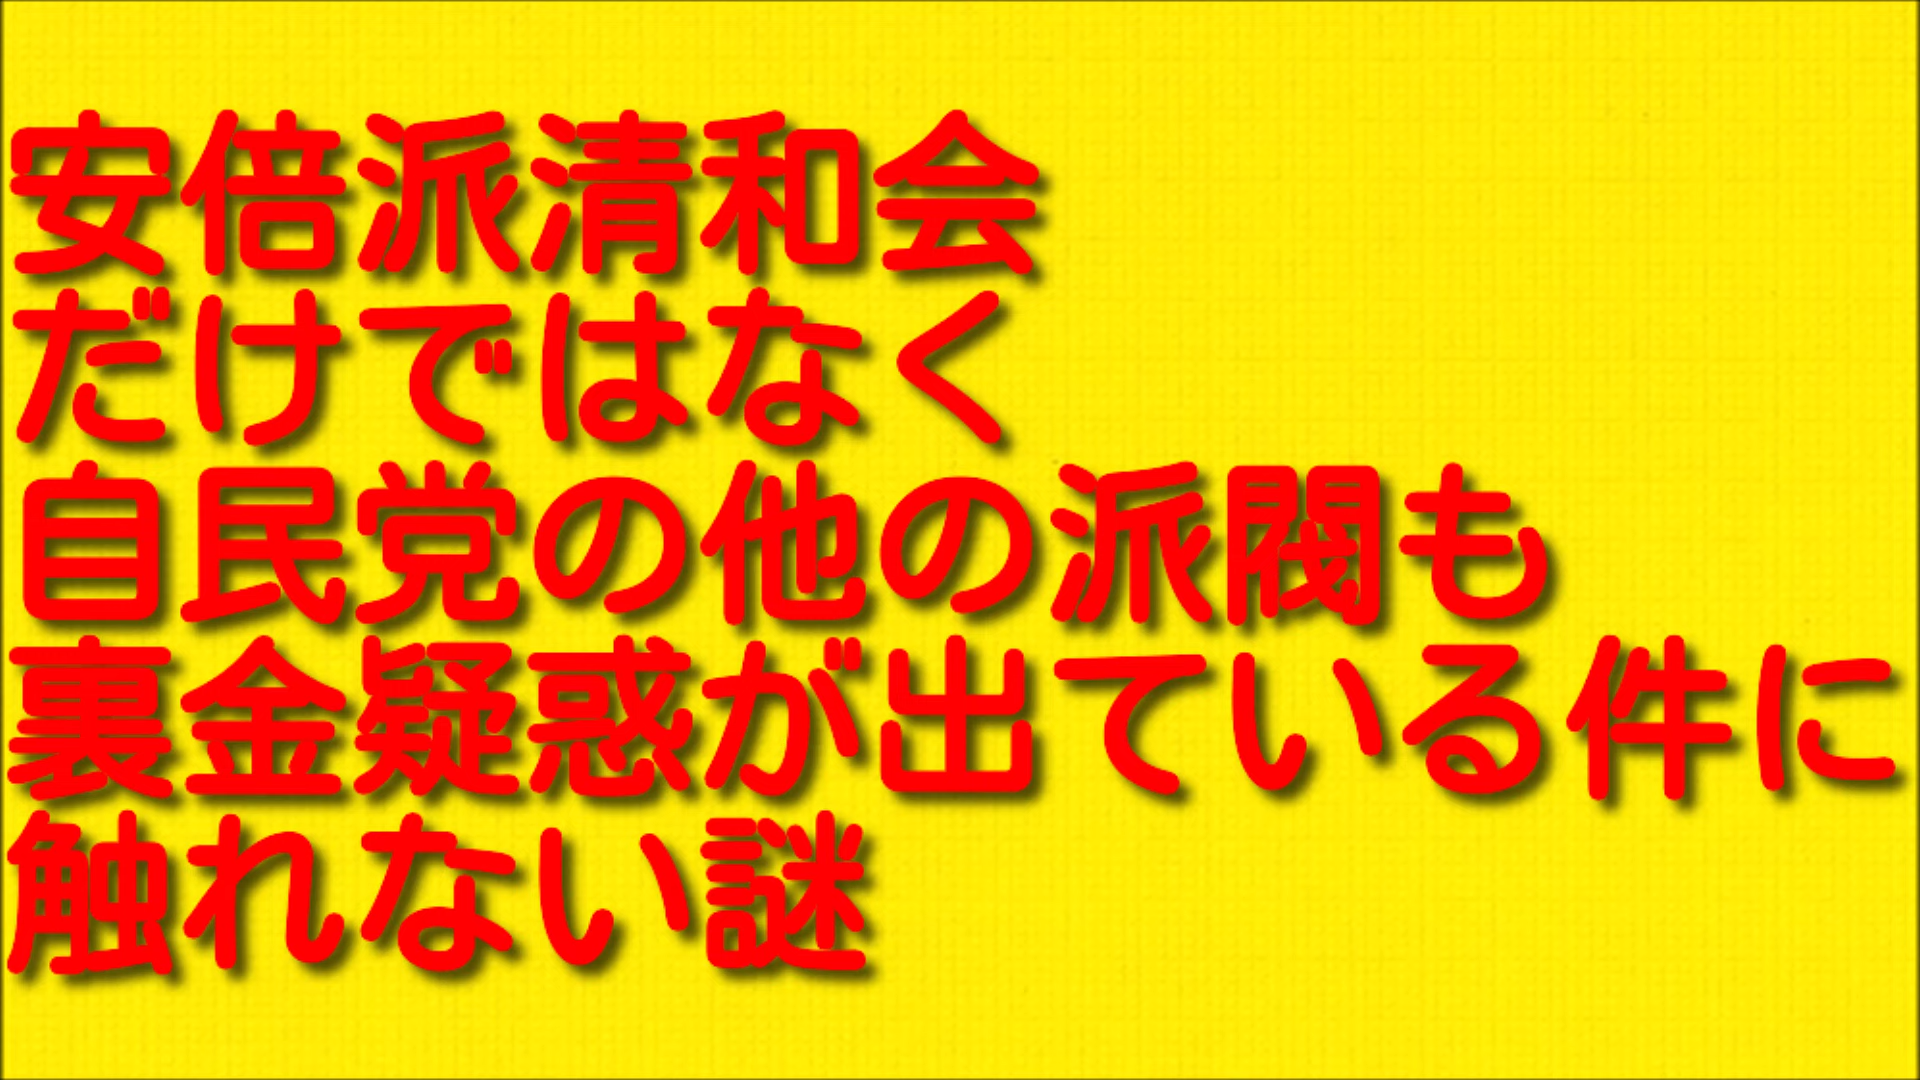 安倍派清和会
だけではなく
自民党の他の派閥も
裏金疑惑が出ている件に
触れない謎